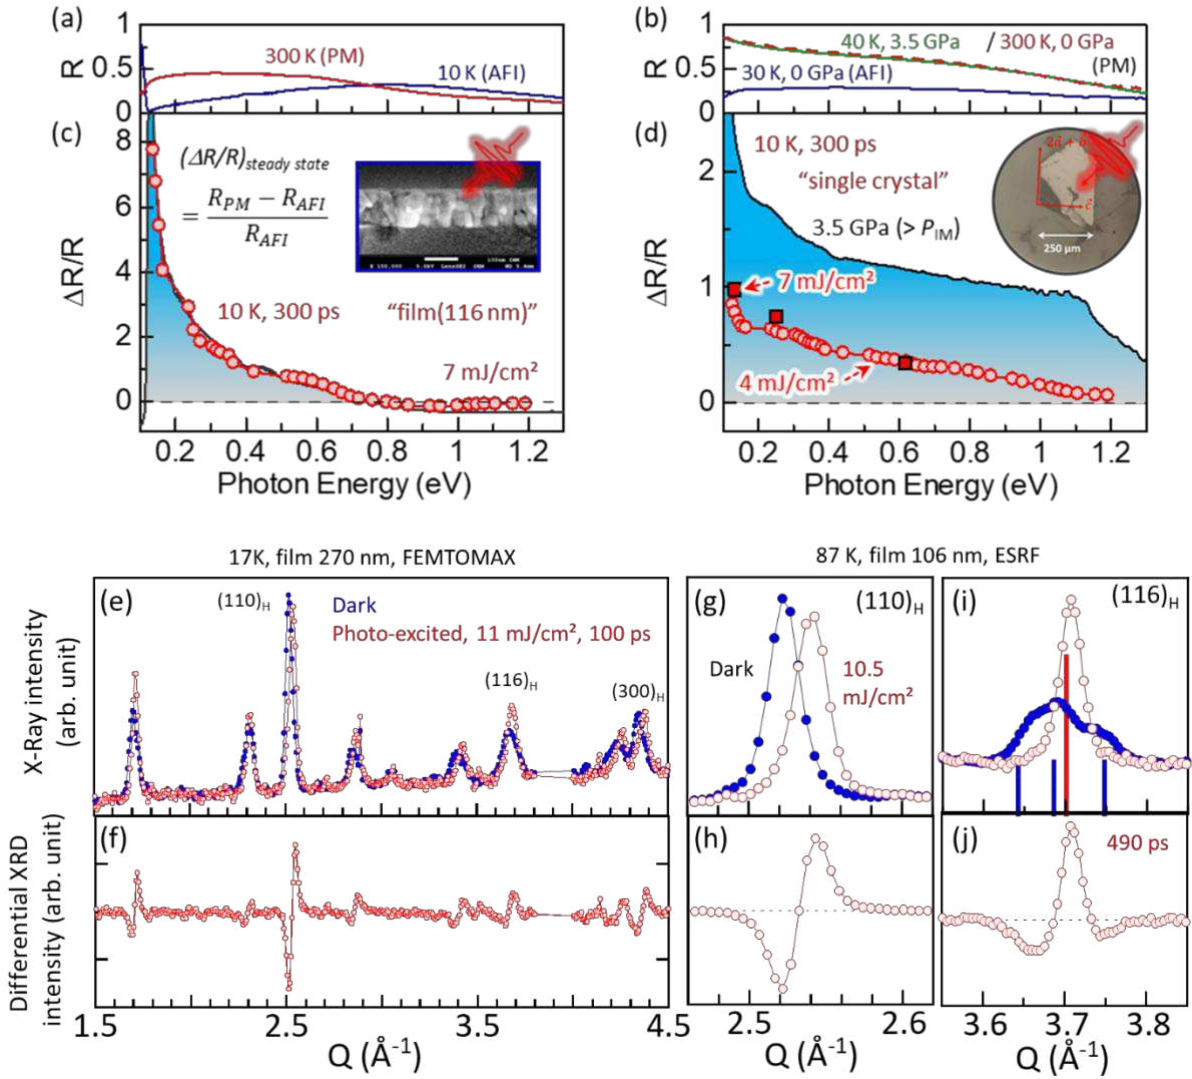 (a)
1
0.5
0
R
300 K (PM)
10 K (AFI)
(b)
1
0.5
0
R
40 K, 3.5 GPa / 300 K, 0 GPa
(PM)
30 K, 0 GPa (AFI)
(c)
8
6
4
2
0
ΔR/R
(ΔR/R)steady state
= RPM − RAFI
RAFI
10 K, 300 ps
“film(116 nm)”
7 mJ/cm²
0.2 0.4 0.6 0.8 1 1.2
Photon Energy (eV)
(d)
2
1
0
ΔR/R
10 K, 300 ps
“single crystal”
3.5 GPa (> PIM)
250 µm
7 mJ/cm²
4 mJ/cm²
0.2 0.4 0.6 0.8 1 1.2
Photon Energy (eV)
17K, film 270 nm, FEMTOMAX
87 K, film 106 nm, ESRF
(e)
X-Ray intensity
(arb. unit)
(110)H
Dark
Photo-excited, 11 mJ/cm², 100 ps
(116)H
(300)H
(g)
(110)H
Dark
10.5
mJ/cm²
(i)
(116)H
(f)
Differential XRD
intensity (arb. unit)
1.5 2.5 3.5 4.5
Q (Å-1)
(h)
2.5 2.6
Q (Å-1)
(j)
490 ps
3.6 3.7 3.8
Q (Å-1)